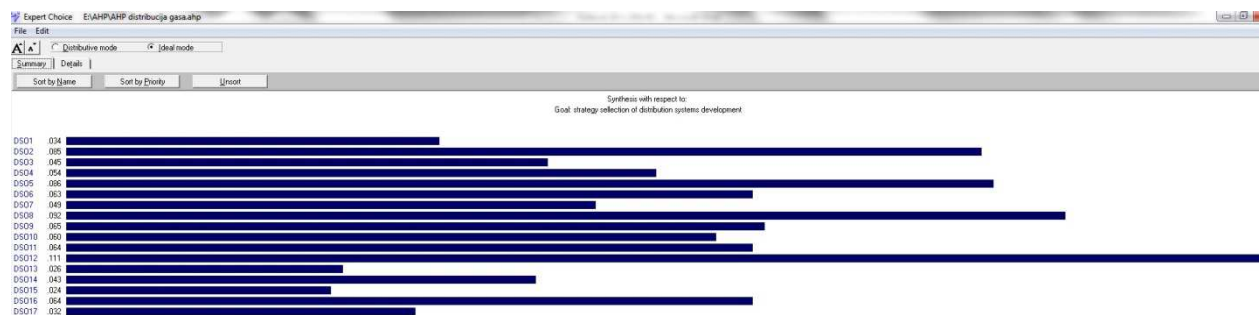 Expert Choice E:\AHP\AHP distribucija gasa.ahp
File Edit
A A Distributive mode Ideal mode
Summary Details
Sort by Name Sort by Priority Unsort
Synthesis with respect to:
Goal: strategy selection of distribution systems development
DSO1 .034
DSO2 .085
DSO3 .045
DSO4 .054
DSO5 .086
DSO6 .063
DSO7 .049
DSO8 .092
DSO9 .065
DSO10 .060
DSO11 .064
DSO12 .111
DSO13 .026
DSO14 .043
DSO15 .024
DSO16 .064
DSO17 .032